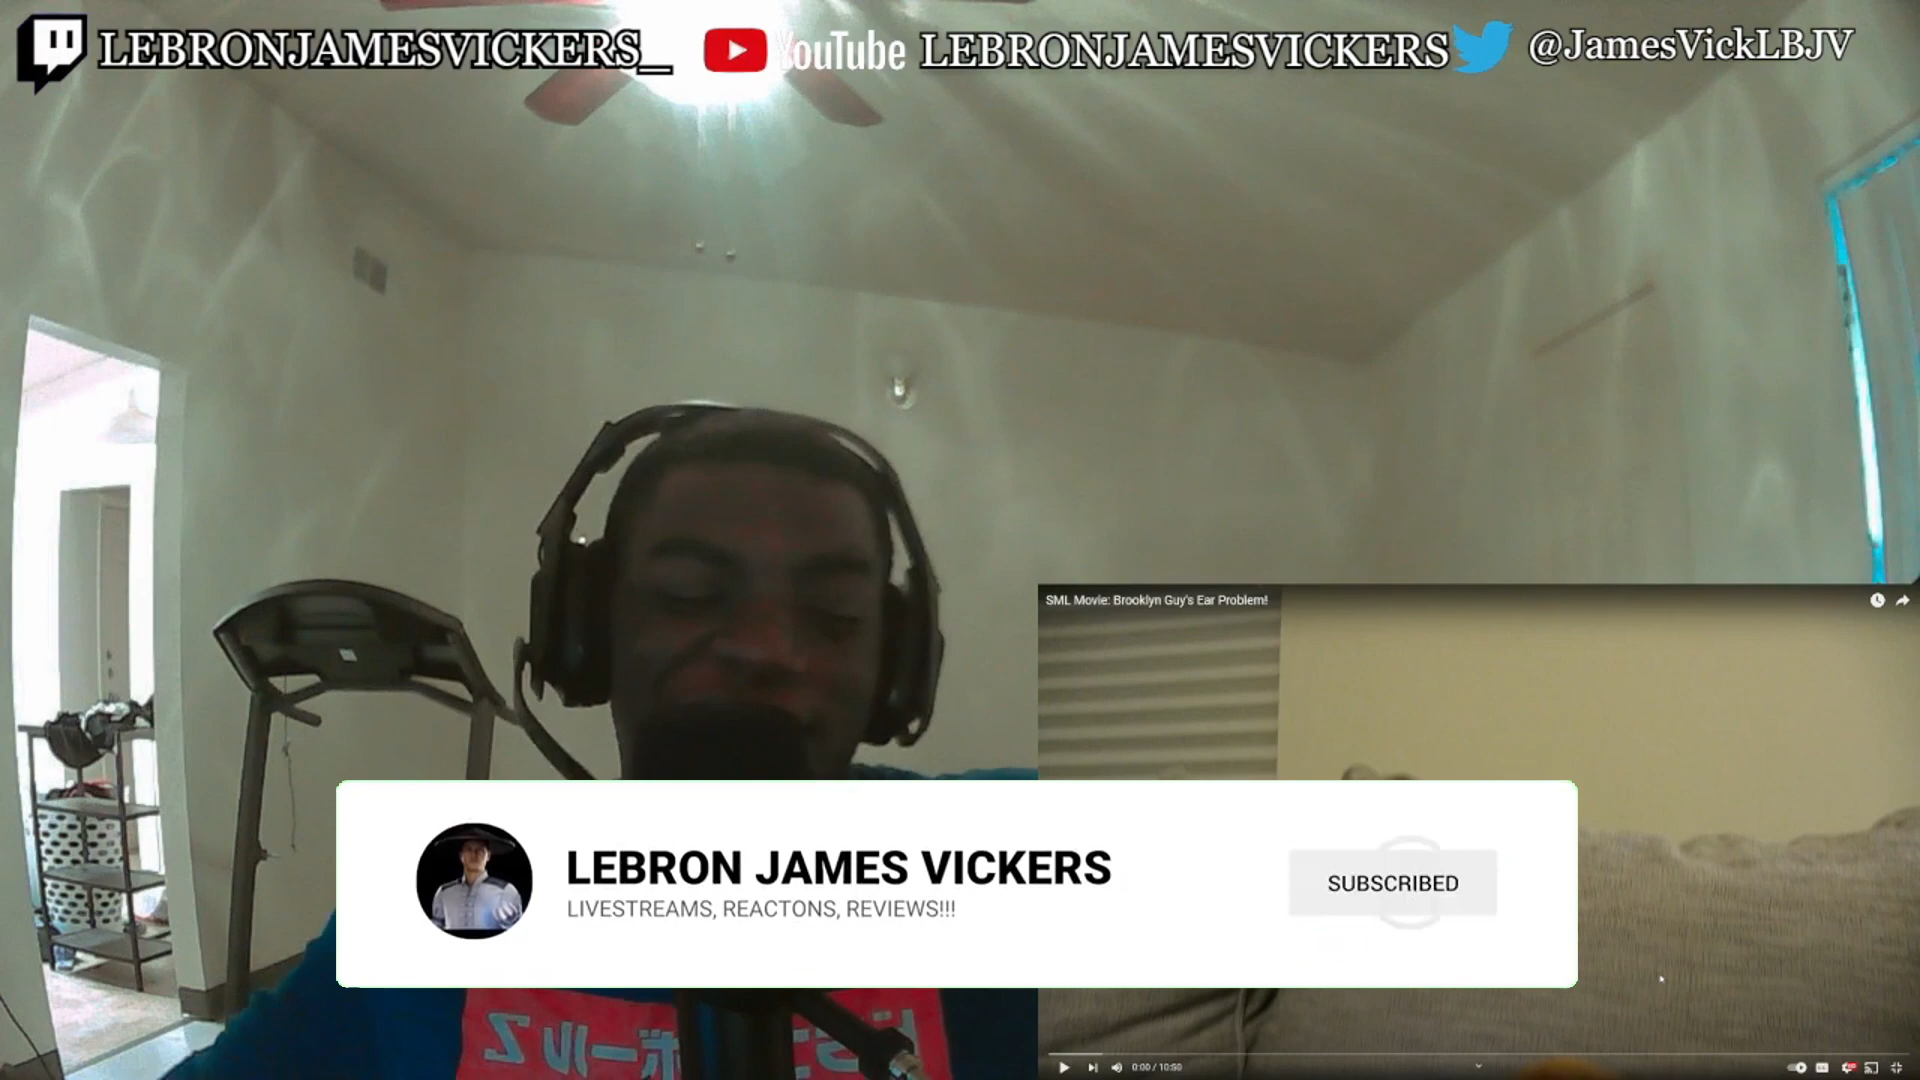 LEBRONJAMESVICKERS_
YouTube LEBRONJAMESVICKERS
@JamesVickLBJV
SML Movie: Brooklyn Guy's Ear Problem!
LEBRON JAMES VICKERS
LIVESTREAMS, REACTONS, REVIEWS!!!
SUBSCRIBED
0:00 / 10:50